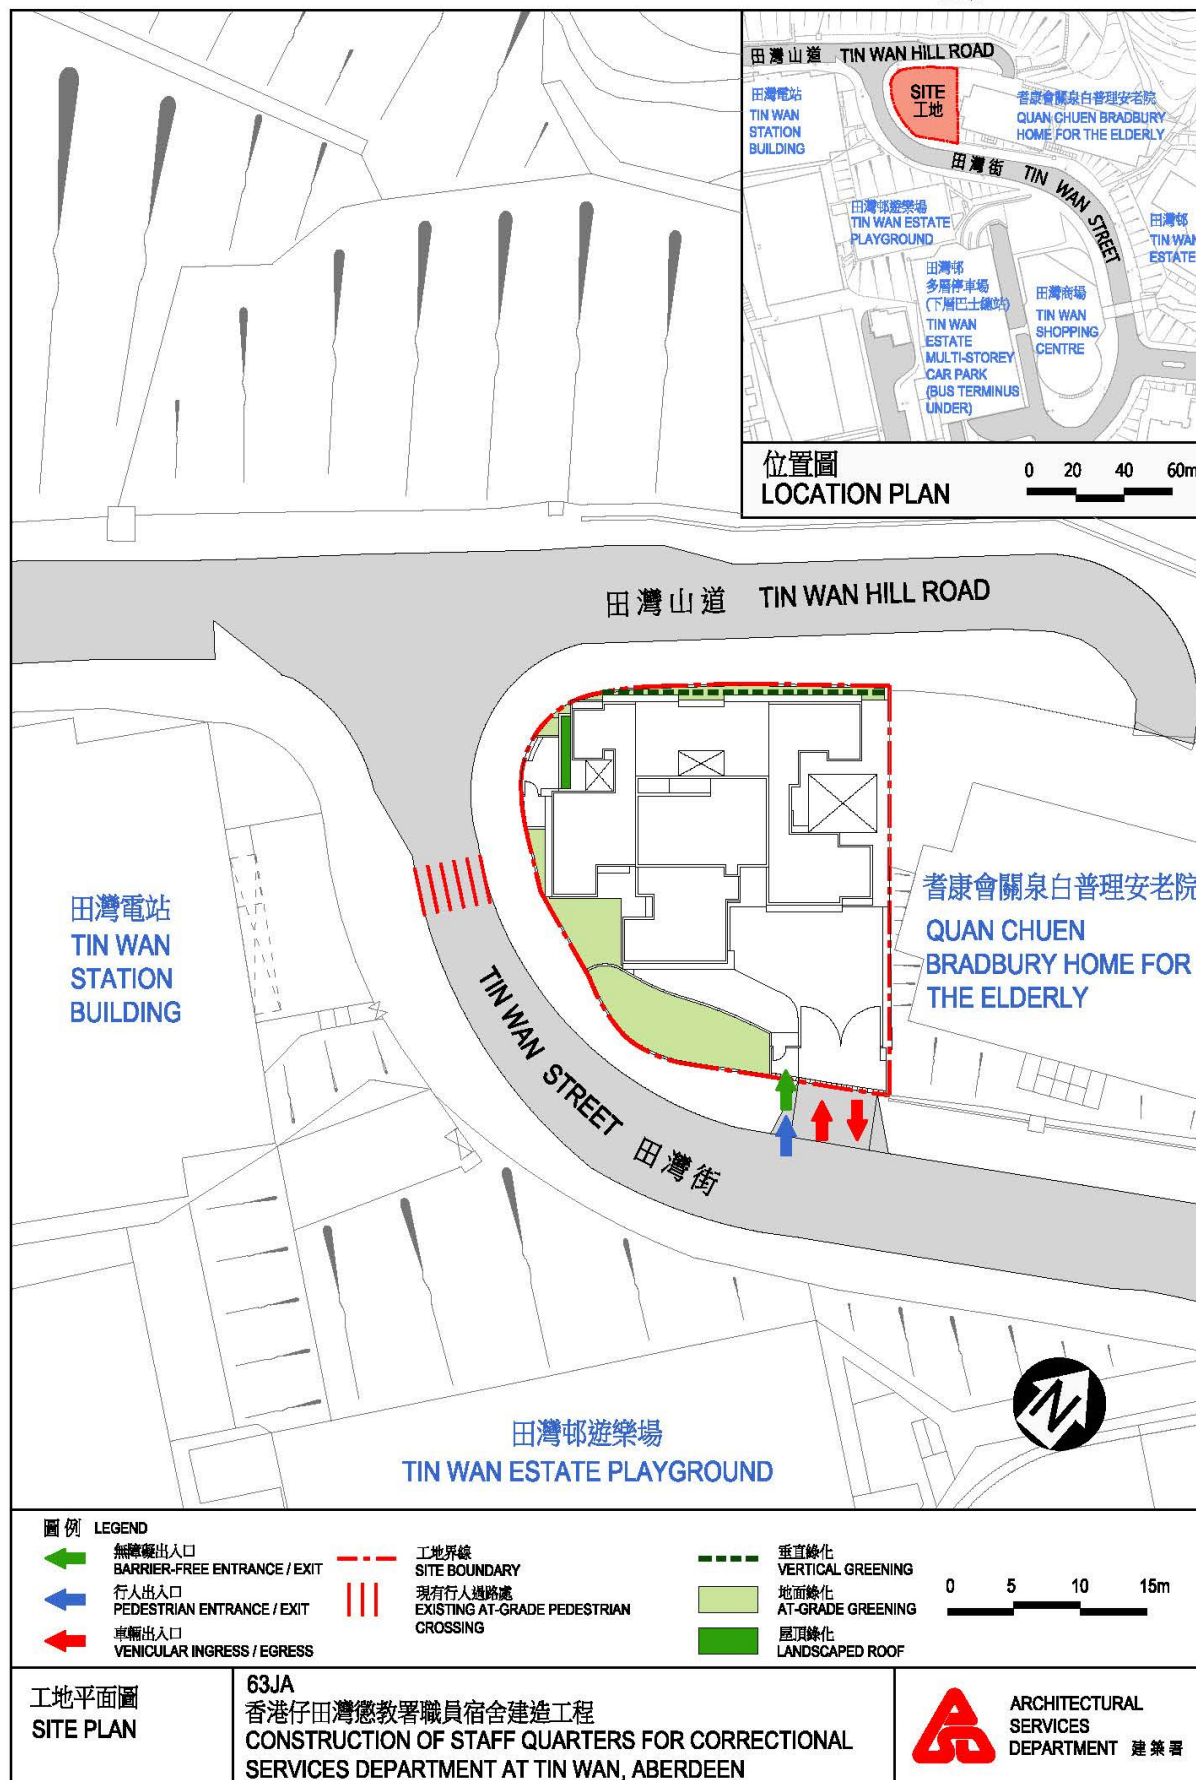 田灣山道 TIN WAN HILL ROAD
SITE
工地
田灣電站
TIN WAN
STATION
BUILDING
耆康會關泉白普理安老院
QUAN CHUEN BRADBURY
HOME FOR THE ELDERLY
田灣街 TIN WAN STREET
田灣邨遊樂場
TIN WAN ESTATE
PLAYGROUND
田灣邨
TIN WAN
ESTATE
田灣邨
多層停車場
(下層巴士總站)
TIN WAN
ESTATE
MULTI-STOREY
CAR PARK
(BUS TERMINUS
UNDER)
田灣商場
TIN WAN
SHOPPING
CENTRE
位置圖
LOCATION PLAN
0 20 40 60m
田灣山道 TIN WAN HILL ROAD
田灣電站
TIN WAN
STATION
BUILDING
耆康會關泉白普理安老院
QUAN CHUEN
BRADBURY HOME FOR
THE ELDERLY
TIN WAN STREET 田灣街
田灣邨遊樂場
TIN WAN ESTATE PLAYGROUND
N
圖例 LEGEND
無障礙出入口
BARRIER-FREE ENTRANCE / EXIT
行人出入口
PEDESTRIAN ENTRANCE / EXIT
車輛出入口
VENICULAR INGRESS / EGRESS
工地界線
SITE BOUNDARY
現有行人過路處
EXISTING AT-GRADE PEDESTRIAN
CROSSING
垂直綠化
VERTICAL GREENING
地面綠化
AT-GRADE GREENING
屋頂綠化
LANDSCAPED ROOF
0 5 10 15m
工地平面圖
SITE PLAN
63JA
香港仔田灣懲教署職員宿舍建造工程
CONSTRUCTION OF STAFF QUARTERS FOR CORRECTIONAL
SERVICES DEPARTMENT AT TIN WAN, ABERDEEN
ARCHITECTURAL
SERVICES
DEPARTMENT 建築署